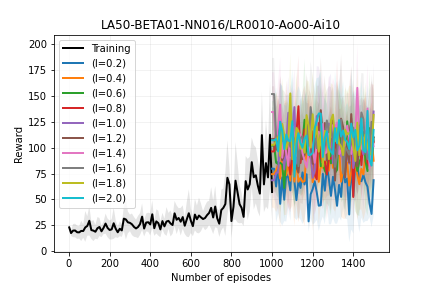 LA50-BETA01-NN016/LR0010-Ao00-Ai10
Reward
200
175
150
125
100
75
50
25
0
Training
(l=0.2)
(l=0.4)
(l=0.6)
(l=0.8)
(l=1.0)
(l=1.2)
(l=1.4)
(l=1.6)
(l=1.8)
(l=2.0)
0 200 400 600 800 1000 1200 1400
Number of episodes